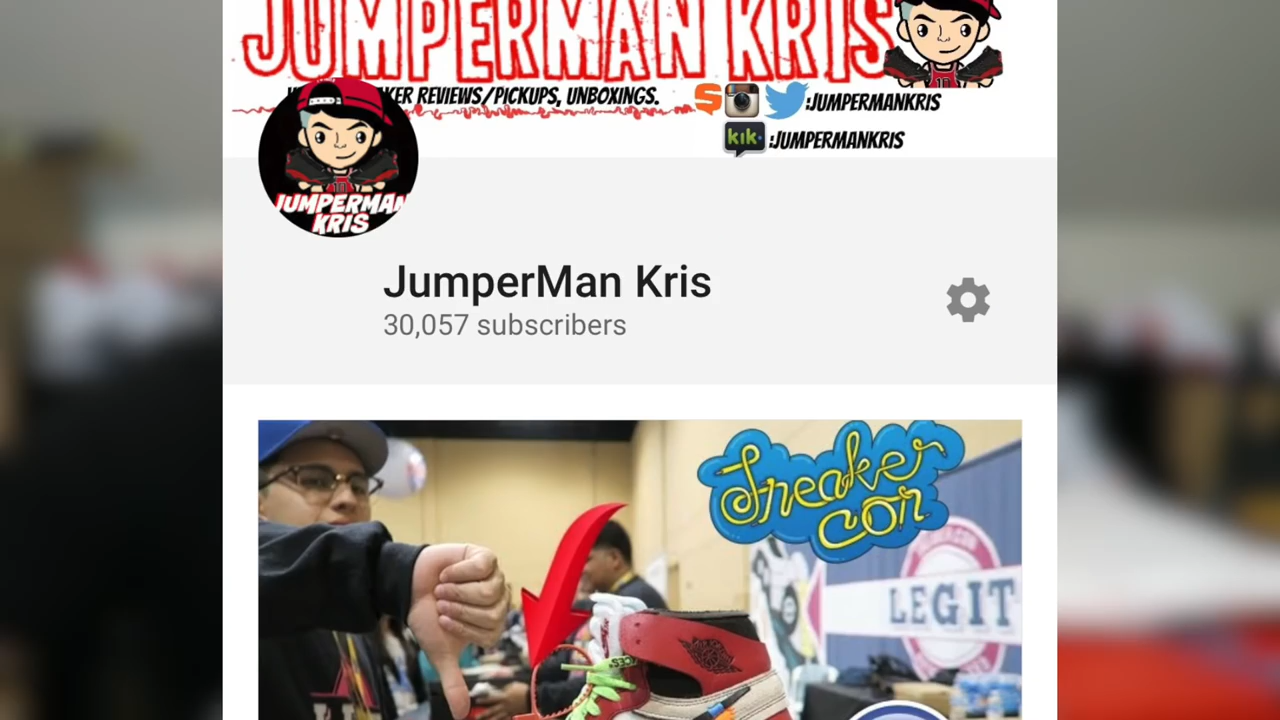 JUMPERMAN KRIS
KER REVIEWS/PICKUPS, UNBOXINGS.
:JUMPERMANKRIS
kik :JUMPERMANKRIS
JUMPERMAN
KRIS
JumperMan Kris
30,057 subscribers
Sneaker
con
LEGIT